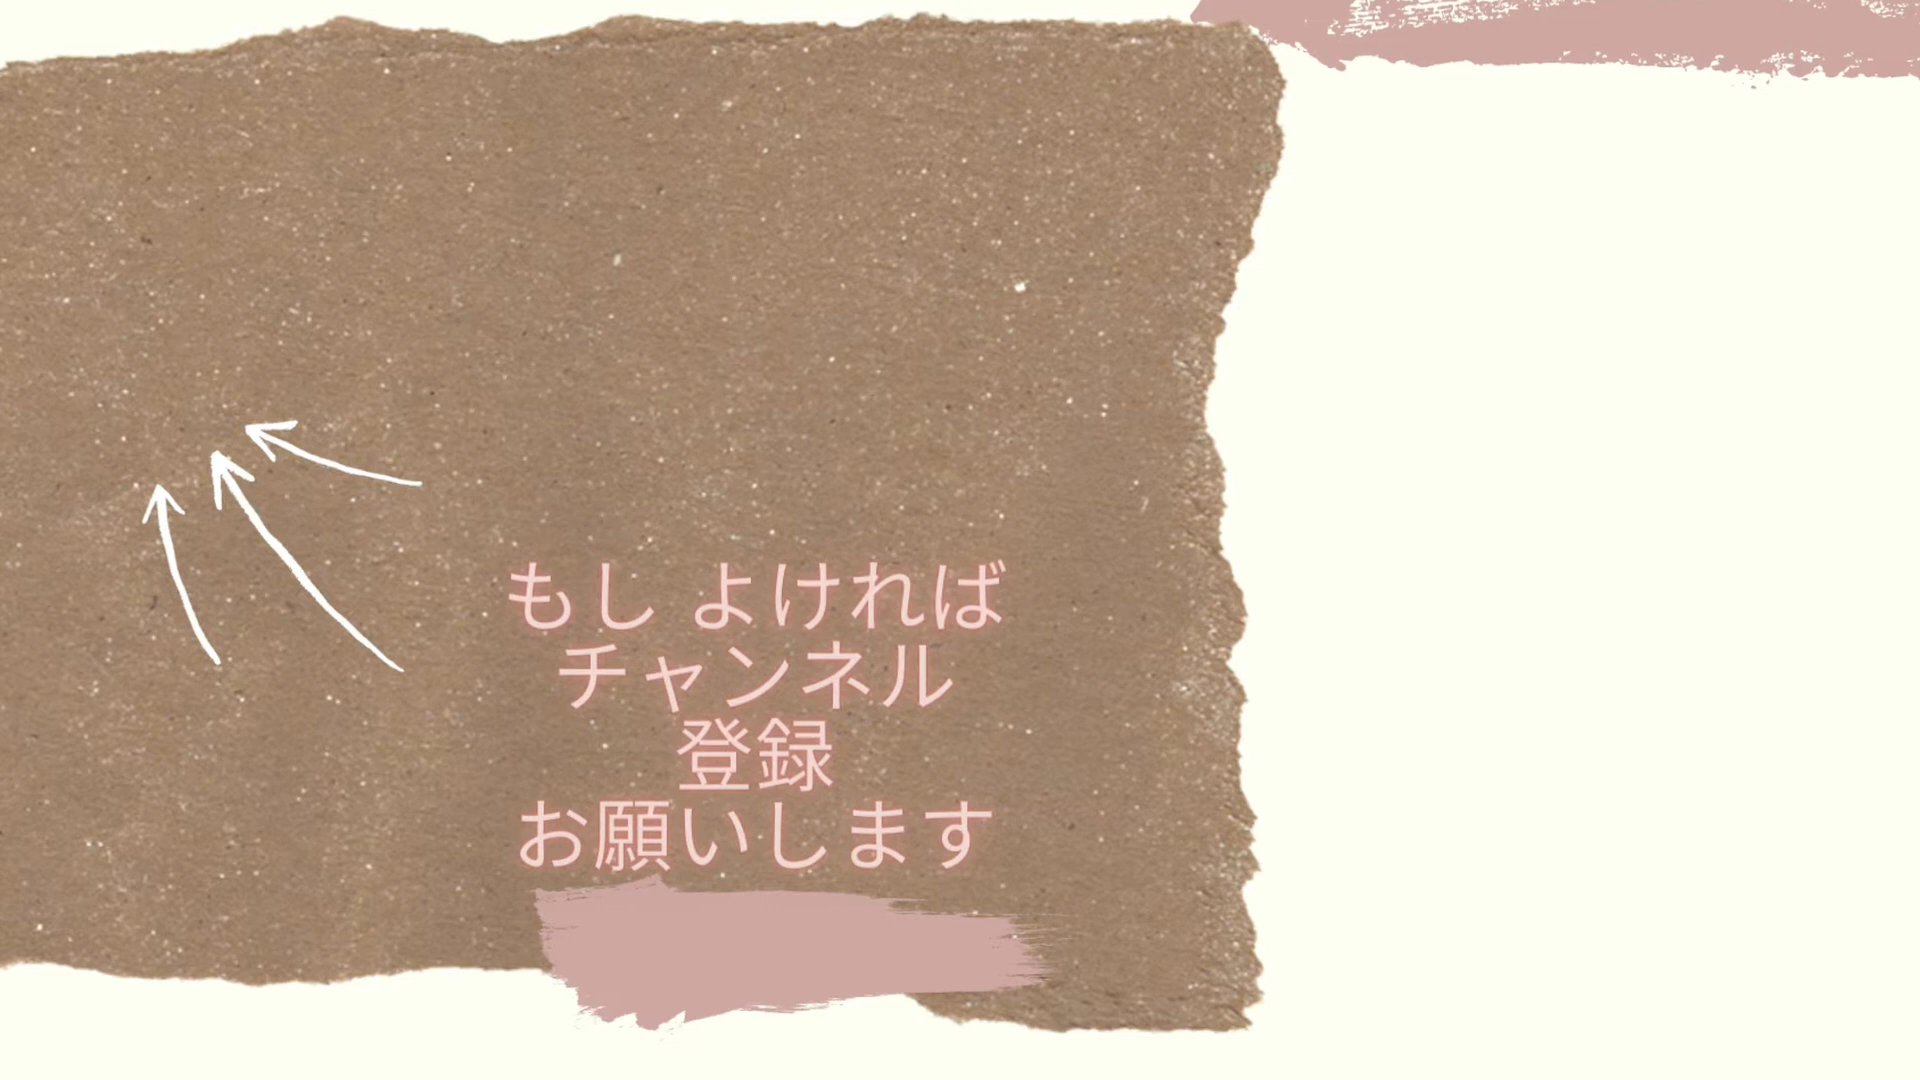 もし よければ
チャンネル
登録
お願いします